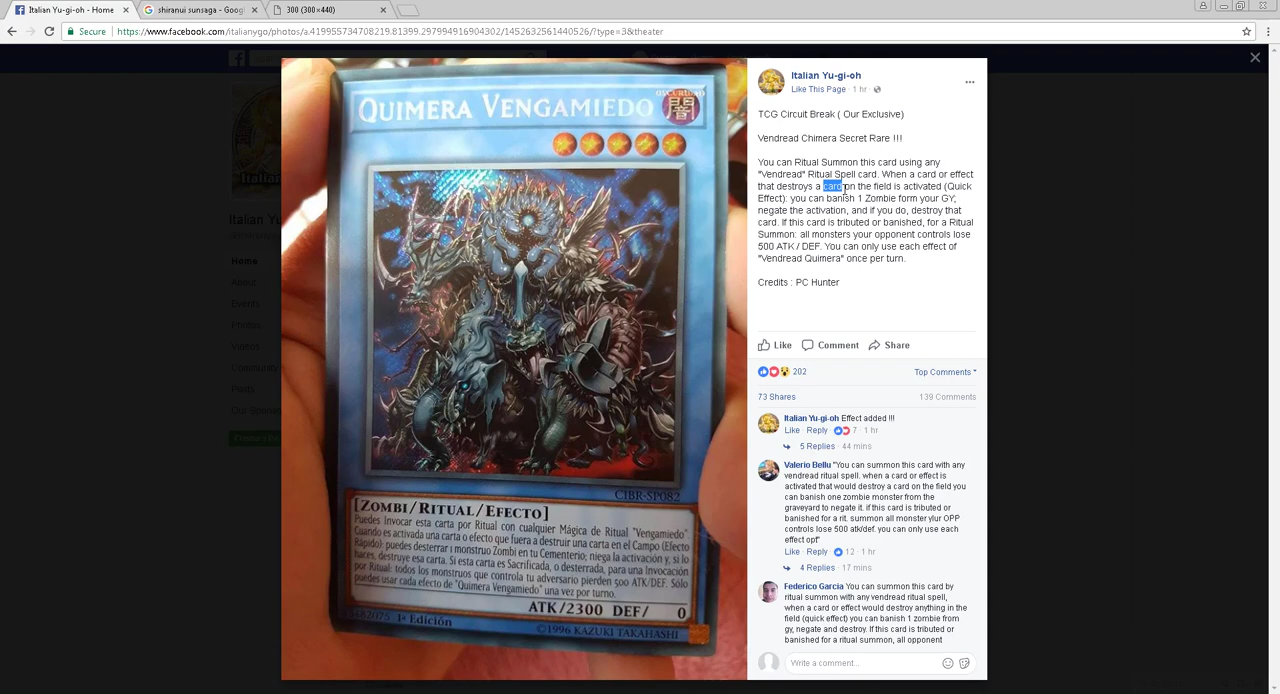 Italian Yu-gi-oh - Home
shiranui sunsaga - Goog
300 (300×440)
Secure
https://www.facebook.com/italianygo/photos/a.419955734708219.81399.297994916904302/1452632561440526/?type=3&theater
QUIMERA VENGAMIEDO
OSCURIDAD
闇
CIBR-SP082
[ZOMBI/RITUAL/EFECTO]
Puedes Invocar esta carta por Ritual con cualquier Mágica de Ritual "Vengamiedo".
Cuando es activada una carta o efecto que fuera a destruir una carta en el Campo (Efecto
Rápido): puedes desterrar 1 monstruo Zombi en tu Cementerio; niega la activación y, si lo
haces, destruye esa carta. Si esta carta es Sacrificada, o desterrada, para una Invocación
por Ritual: todos los monstruos que controla tu adversario pierden 500 ATK/DEF. Sólo
puedes usar cada efecto de "Quimera Vengamiedo" una vez por turno.
ATK/2300 DEF/ 0
1ª Edición
©1996 KAZUKI TAKAHASHI
Italian Yu-gi-oh
Like This Page · 1 hr ·
TCG Circuit Break ( Our Exclusive)
Vendread Chimera Secret Rare !!!
You can Ritual Summon this card using any
"Vendread" Ritual Spell card. When a card or effect
that destroys a card on the field is activated (Quick
Effect): you can banish 1 Zombie form your GY;
negate the activation, and if you do, destroy that
card. If this card is tributed or banished, for a Ritual
Summon: all monsters your opponent controls lose
500 ATK / DEF. You can only use each effect of
"Vendread Quimera" once per turn.
Credits : PC Hunter
Like Comment Share
202
Top Comments
73 Shares
139 Comments
Italian Yu-gi-oh Effect added !!!
Like · Reply · 7 · 1 hr
5 Replies · 44 mins
Valerio Bellu "You can summon this card with any
vendread ritual spell. when a card or effect is
activated that would destroy a card on the field you
can banish one zombie monster from the
graveyard to negate it. if this card is tributed or
banished for a rit. summon all monster ylur OPP
controls lose 500 atk/def. you can only use each
effect opt"
Like · Reply · 12 · 1 hr
4 Replies · 17 mins
Federico Garcia You can summon this card by
ritual summon with any vendread ritual spell,
when a card or effect would destroy anything in the
field (quick effect) you can banish 1 zombie from
gy, negate and destroy. If this card is tributed or
banished for a ritual summon, all opponent
Write a comment...
Italian
Italian Yu
Home
About
Events
Photos
Videos
Posts